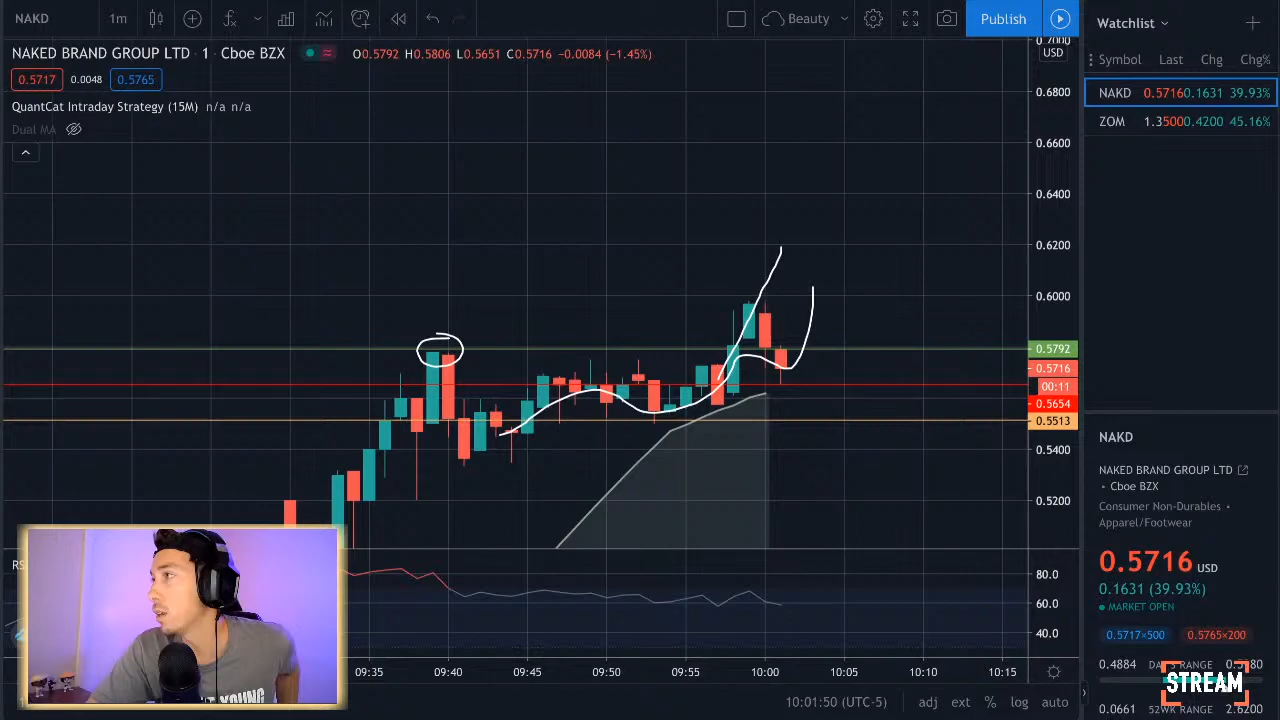 NAKD 1m fx Beauty Publish
NAKED BRAND GROUP LTD · 1 · Cboe BZX O0.5792 H0.5806 L0.5651 C0.5716 −0.0084 (−1.45%)
0.5717 0.0048 0.5765
QuantCat Intraday Strategy (15M) n/a n/a
Dual MA
0.7000
USD
0.6800
0.6600
0.6400
0.6200
0.6000
0.5792
0.5716
00:11
0.5654
0.5513
0.5400
0.5200
RS
80.0
60.0
40.0
09:35 09:40 09:45 09:50 09:55 10:00 10:05 10:10 10:15
10:01:50 (UTC-5) adj ext % log auto
Watchlist
Symbol Last Chg Chg%
NAKD 0.5716 0.1631 39.93%
ZOM 1.3500 0.4200 45.16%
NAKD
NAKED BRAND GROUP LTD
• Cboe BZX
Consumer Non-Durables •
Apparel/Footwear
0.5716 USD
0.1631 (39.93%)
MARKET OPEN
0.5717×500 0.5765×200
0.4884
STREAM
0.0661 52WK RANGE 2.6200